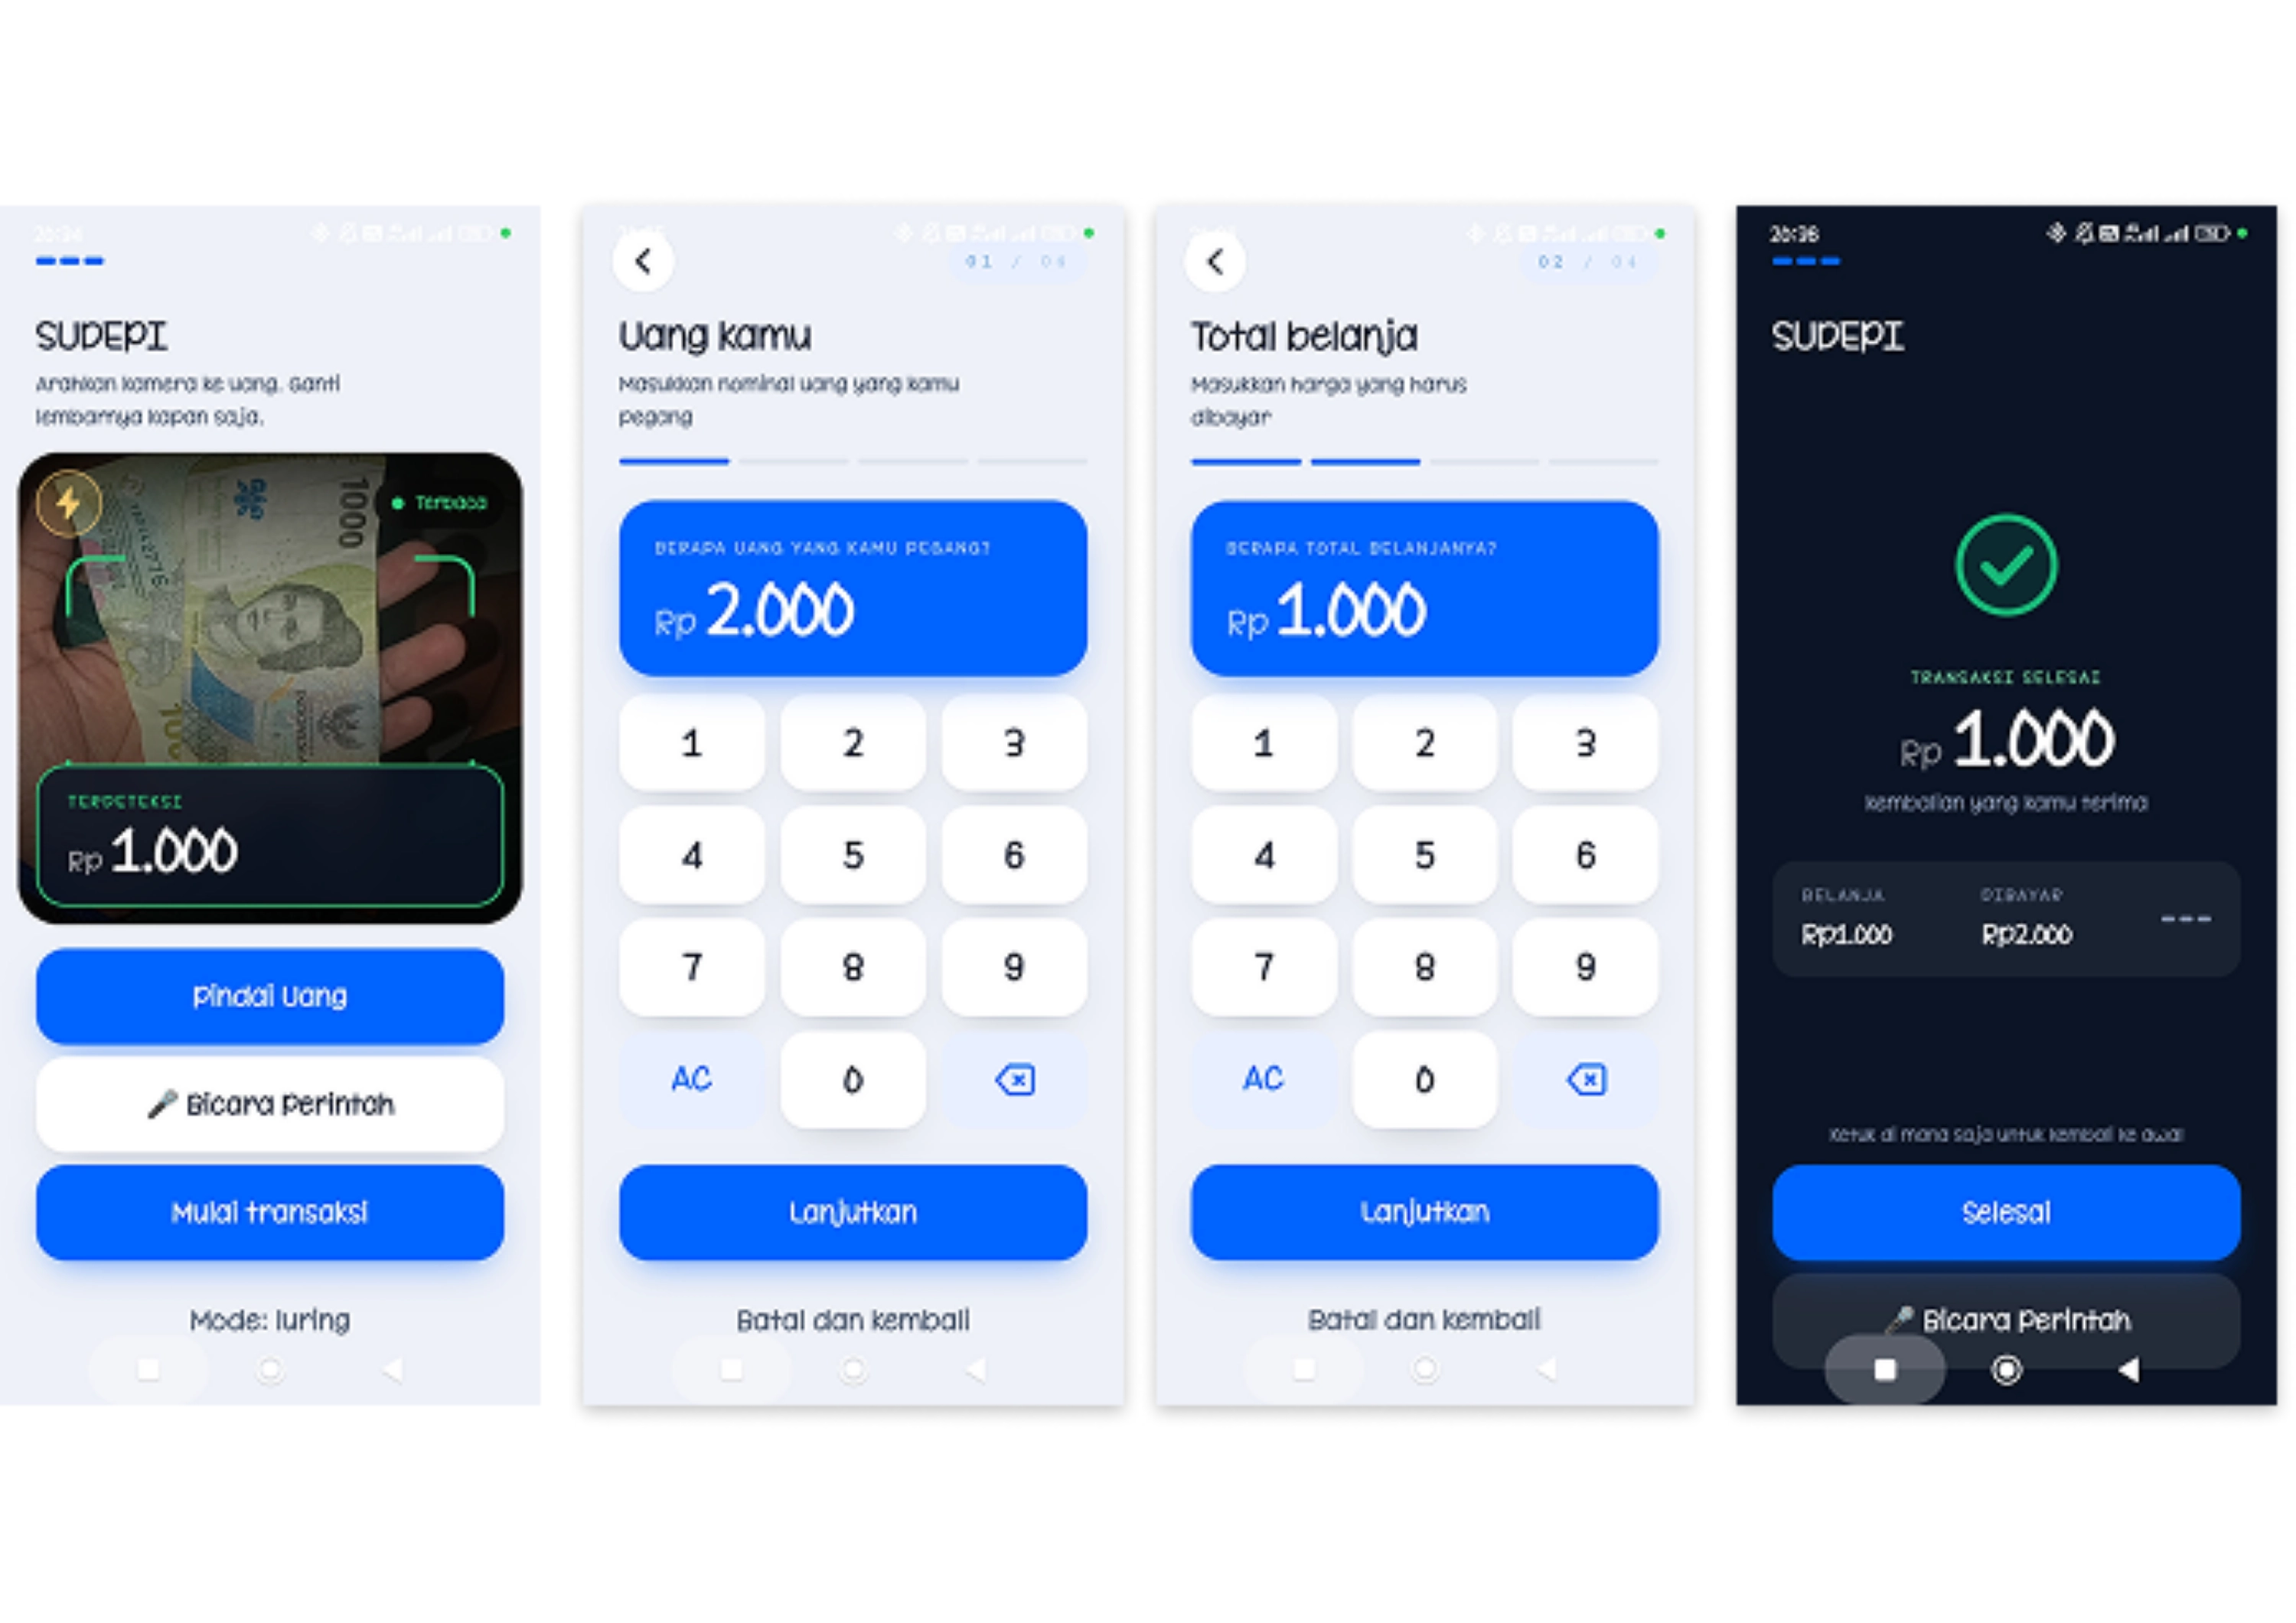 SUDEPI
Arahkan kamera ke uang. Ganti
lembarnya kapan saja.
1000
Terbaca
TERDETEKSI
Rp 1.000
Pindai Uang
Bicara Perintah
Mulai transaksi
Mode: luring
01 / 04
Uang kamu
Masukkan nominal uang yang kamu
pegang
BERAPA UANG YANG KAMU PEGANG?
Rp 2.000
1 2 3
4 5 6
7 8 9
AC 0
Lanjutkan
Batal dan kembali
02 / 04
Total belanja
Masukkan harga yang harus
dibayar
BERAPA TOTAL BELANJANYA?
Rp 1.000
1 2 3
4 5 6
7 8 9
AC 0
Lanjutkan
Batal dan kembali
SUDEPI
TRANSAKSI SELESAI
Rp 1.000
Kembalian yang kamu terima
BELANJA DIBAYAR
Rp1.000 Rp2.000
Ketuk di mana saja untuk kembali ke awal
Selesai
Bicara Perintah